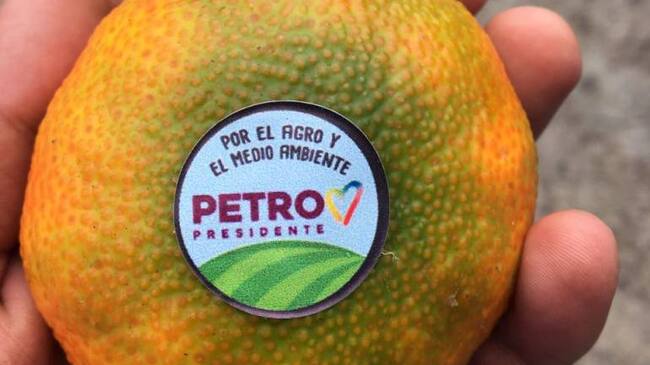 POR EL AGRO Y
EL MEDIO AMBIENTE
PETRO
PRESIDENTE